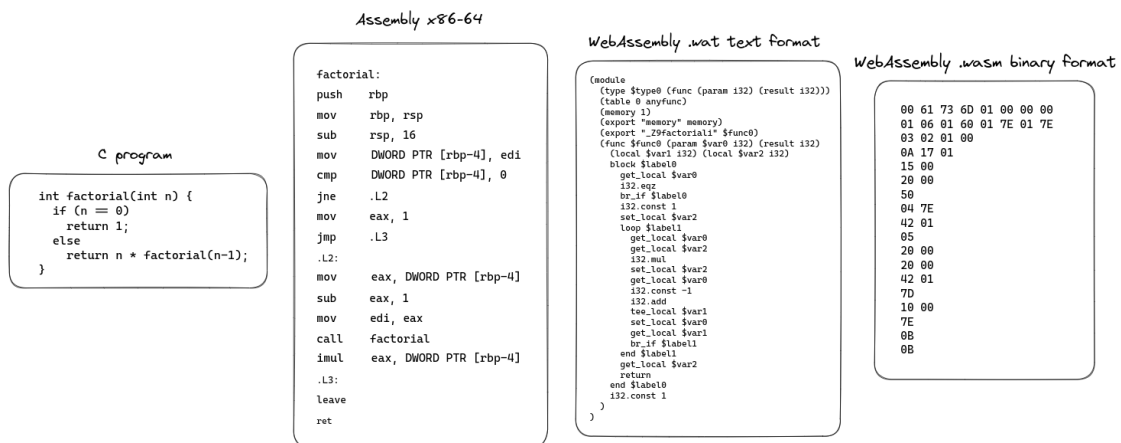 C program
int factorial(int n) {
  if (n == 0)
    return 1;
  else
    return n * factorial(n-1);
}
Assembly x86-64
factorial:
push rbp
mov rbp, rsp
sub rsp, 16
mov DWORD PTR [rbp-4], edi
cmp DWORD PTR [rbp-4], 0
jne .L2
mov eax, 1
jmp .L3
.L2:
mov eax, DWORD PTR [rbp-4]
sub eax, 1
mov edi, eax
call factorial
imul eax, DWORD PTR [rbp-4]
.L3:
leave
ret
WebAssembly .wat text format
(module
  (type $type0 (func (param i32) (result i32)))
  (table 0 anyfunc)
  (memory 1)
  (export "memory" memory)
  (export "_Z9factoriali" $func0)
  (func $func0 (param $var0 i32) (result i32)
    (local $var1 i32) (local $var2 i32)
    block $label0
      get_local $var0
      i32.eqz
      br_if $label0
      i32.const 1
      set_local $var2
      loop $label1
        get_local $var0
        get_local $var2
        i32.mul
        set_local $var2
        get_local $var0
        i32.const -1
        i32.add
        tee_local $var1
        set_local $var0
        get_local $var1
        br_if $label1
      end $label1
      get_local $var2
      return
    end $label0
    i32.const 1
  )
)
WebAssembly .wasm binary format
00 61 73 6D 01 00 00 00
01 06 01 60 01 7E 01 7E
03 02 01 00
0A 17 01
15 00
20 00
50
04 7E
42 01
05
20 00
20 00
42 01
7D
10 00
7E
0B
0B